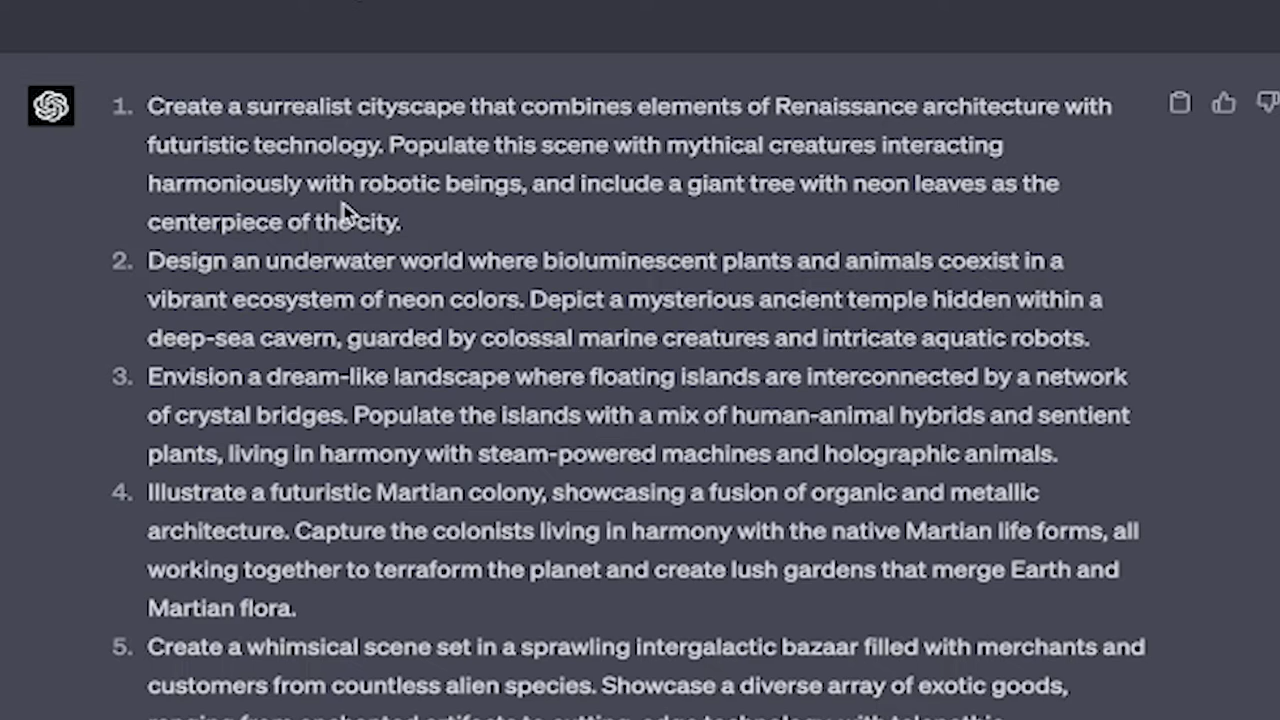 1. Create a surrealist cityscape that combines elements of Renaissance architecture with
futuristic technology. Populate this scene with mythical creatures interacting
harmoniously with robotic beings, and include a giant tree with neon leaves as the
centerpiece of the city.
2. Design an underwater world where bioluminescent plants and animals coexist in a
vibrant ecosystem of neon colors. Depict a mysterious ancient temple hidden within a
deep-sea cavern, guarded by colossal marine creatures and intricate aquatic robots.
3. Envision a dream-like landscape where floating islands are interconnected by a network
of crystal bridges. Populate the islands with a mix of human-animal hybrids and sentient
plants, living in harmony with steam-powered machines and holographic animals.
4. Illustrate a futuristic Martian colony, showcasing a fusion of organic and metallic
architecture. Capture the colonists living in harmony with the native Martian life forms, all
working together to terraform the planet and create lush gardens that merge Earth and
Martian flora.
5. Create a whimsical scene set in a sprawling intergalactic bazaar filled with merchants and
customers from countless alien species. Showcase a diverse array of exotic goods,